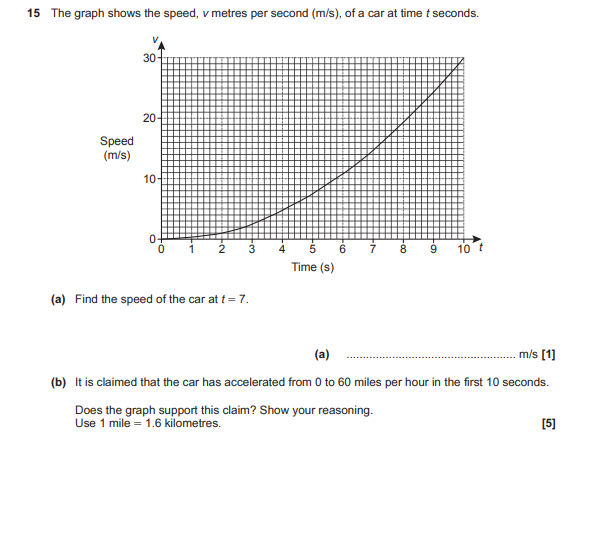 15 The graph shows the speed, v metres per second (m/s), of a car at time t seconds.
v
30
20
Speed
(m/s)
10
0
0 1 2 3 4 5 6 7 8 9 10 t
Time (s)
(a) Find the speed of the car at t = 7.
(a) ........................................................ m/s [1]
(b) It is claimed that the car has accelerated from 0 to 60 miles per hour in the first 10 seconds.
Does the graph support this claim? Show your reasoning.
Use 1 mile = 1.6 kilometres. [5]